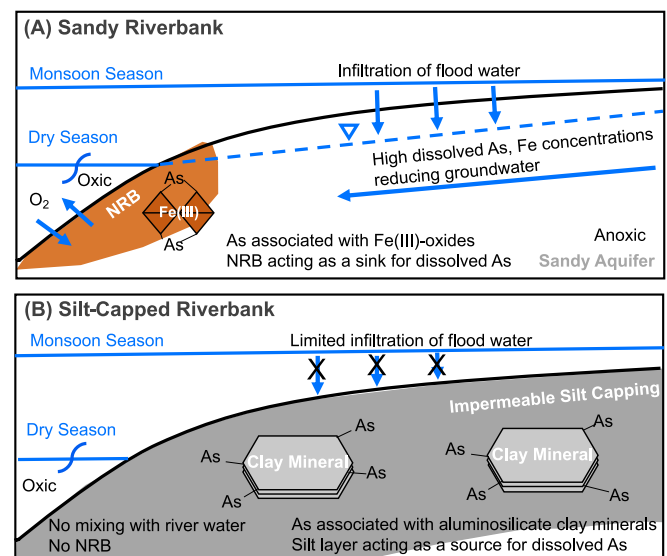 (A) Sandy Riverbank
Monsoon Season
Infiltration of flood water
Dry Season
High dissolved As, Fe concentrations
reducing groundwater
Oxic
O₂
NRB
As
Fe(III)
As
As associated with Fe(III)-oxides
NRB acting as a sink for dissolved As
Anoxic
Sandy Aquifer
(B) Silt-Capped Riverbank
Monsoon Season
Limited infiltration of flood water
X X X
Impermeable Silt Capping
Dry Season
As
As
Clay Mineral
As
As
As
As
Clay Mineral
As
As
Oxic
No mixing with river water
No NRB
As associated with aluminosilicate clay minerals
Silt layer acting as a source for dissolved As